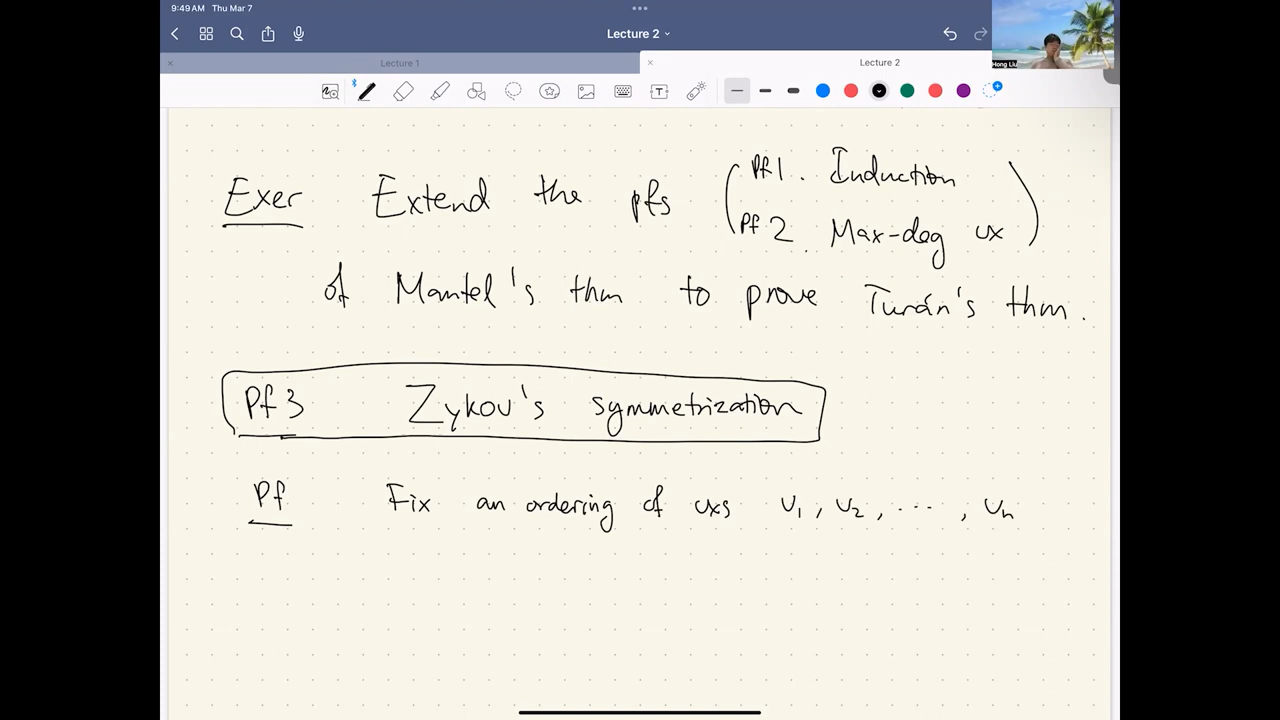 9:49 AM Thu Mar 7
Lecture 2
Lecture 1
Lecture 2
Hong Liu
Exer Extend the pfs ( Pf 1. Induction
Pf 2. Max-deg vx )
of Mantel's thm to prove Turán's thm.
Pf 3 Zykov's symmetrization
Pf Fix an ordering of vxs v₁, v₂, ..., vₙ